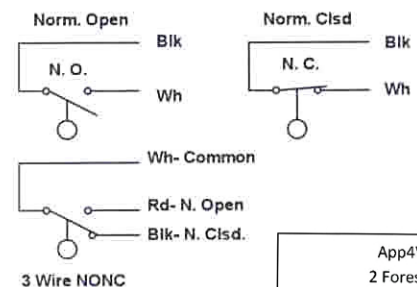 Norm. Open
Blk
N. O.
Wh
Norm. Clsd
Blk
N. C.
Wh
Wh- Common
Rd- N. Open
Blk- N. Clsd.
3 Wire NONC